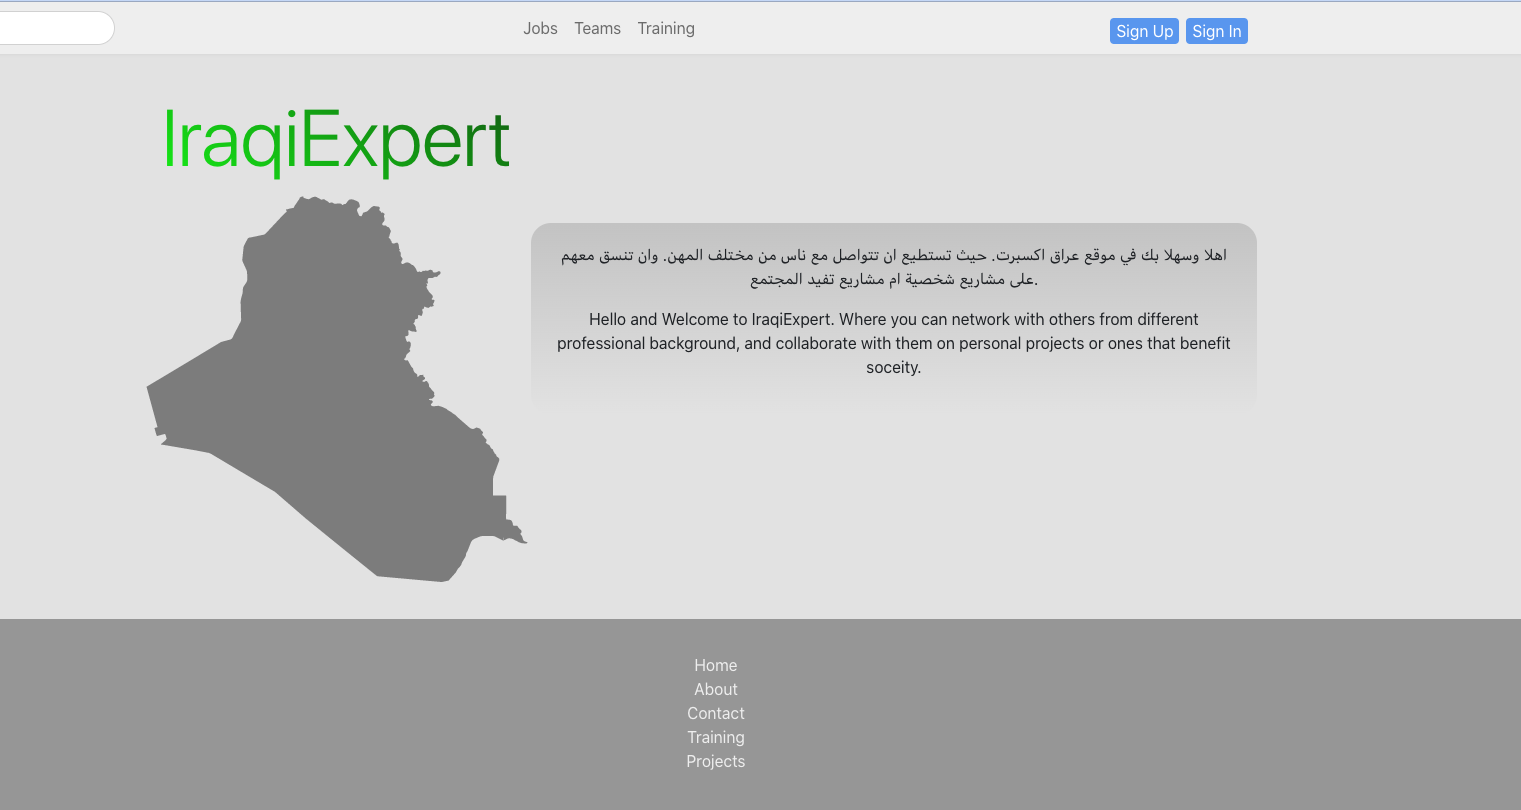 Jobs Teams Training
Sign Up Sign In
IraqiExpert
اهلا وسهلا بك في موقع عراق اكسبرت. حيث تستطيع ان تتواصل مع ناس من مختلف المهن. وان تنسق معهم
على مشاريع شخصية ام مشاريع تفيد المجتمع.
Hello and Welcome to IraqiExpert. Where you can network with others from different
professional background, and collaborate with them on personal projects or ones that benefit
soceity.
Home
About
Contact
Training
Projects